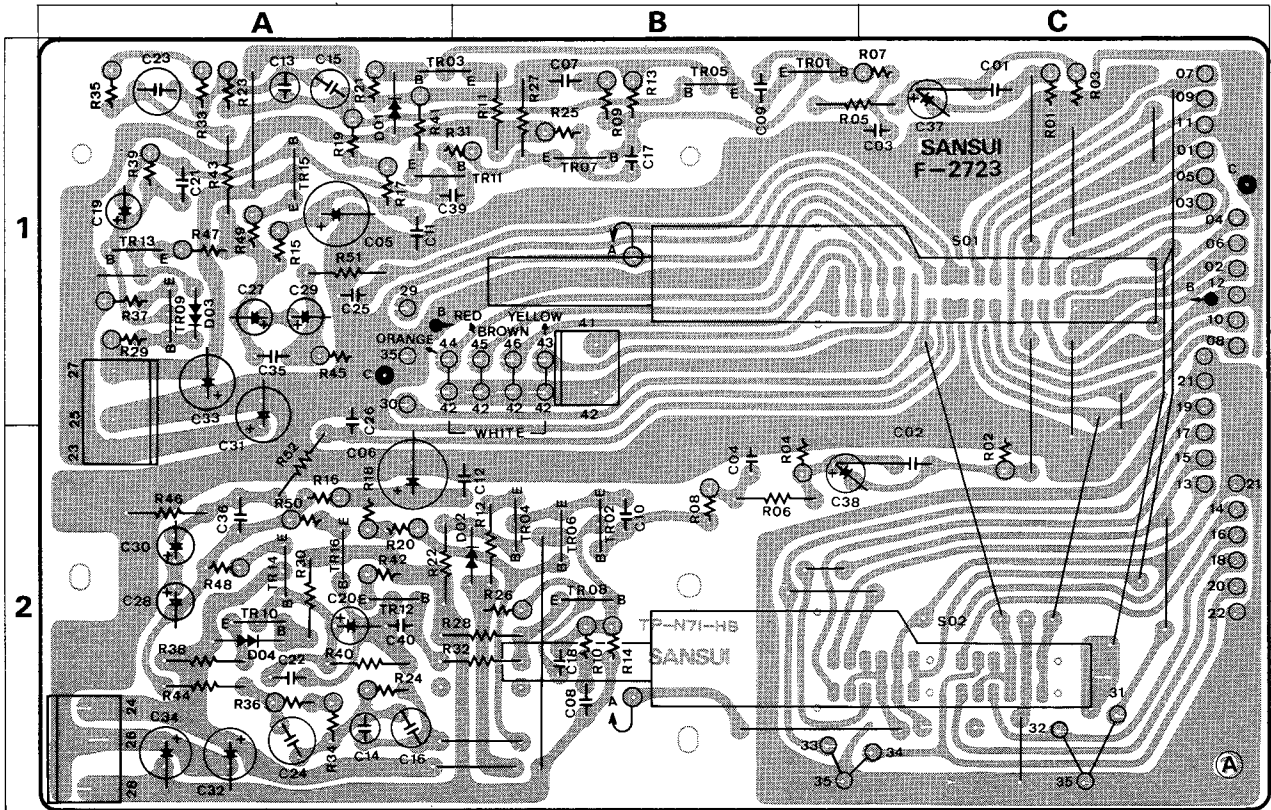 A B C
1
2
R35
C23
R33
R23
C13
C15
R21
D01
TR03
B
E
R41
R11
R27
C07
R25
R09
R13
TR05
B
E
C09
TR01
E
B
R07
R05
C03
C37
C01
R01
R03
07
09
11
01
05
03
SANSUI
F-2723
R39
C21
R43
TR15
B
E
R19
R17
R31
E
B
TR11
C39
E
B
TR07
C17
C19
TR13
B
E
R47
R49
R15
C05
C11
R51
C25
29
A
S01
C
04
06
02
12
B
10
08
R37
TR09
E
B
D03
C27
C29
R29
C35
R45
B
RED
BROWN
YELLOW
ORANGE
35
44
45
46
43
41
C
30
42
42
42
42
42
WHITE
27
25
23
C33
C31
C26
R52
C06
21
19
17
15
13
21
14
16
18
20
22
R46
C36
R50
R16
R18
C12
C04
R04
C02
R02
R08
R06
C38
C30
R20
D02
R12
TR04
E
B
TR06
E
B
TR02
E
B
C10
R48
TR14
E
B
R30
TR16
E
B
R42
R22
C28
TR10
E
B
C20
TR12
E
B
C40
R26
TR08
E
B
R28
R32
R38
D04
C22
R40
R44
R36
R24
C18
R10
R14
C08
A
TP-N71-HB
SANSUI
S02
24
26
28
C34
C32
C24
R34
C14
C16
33
34
35
32
31
35
A